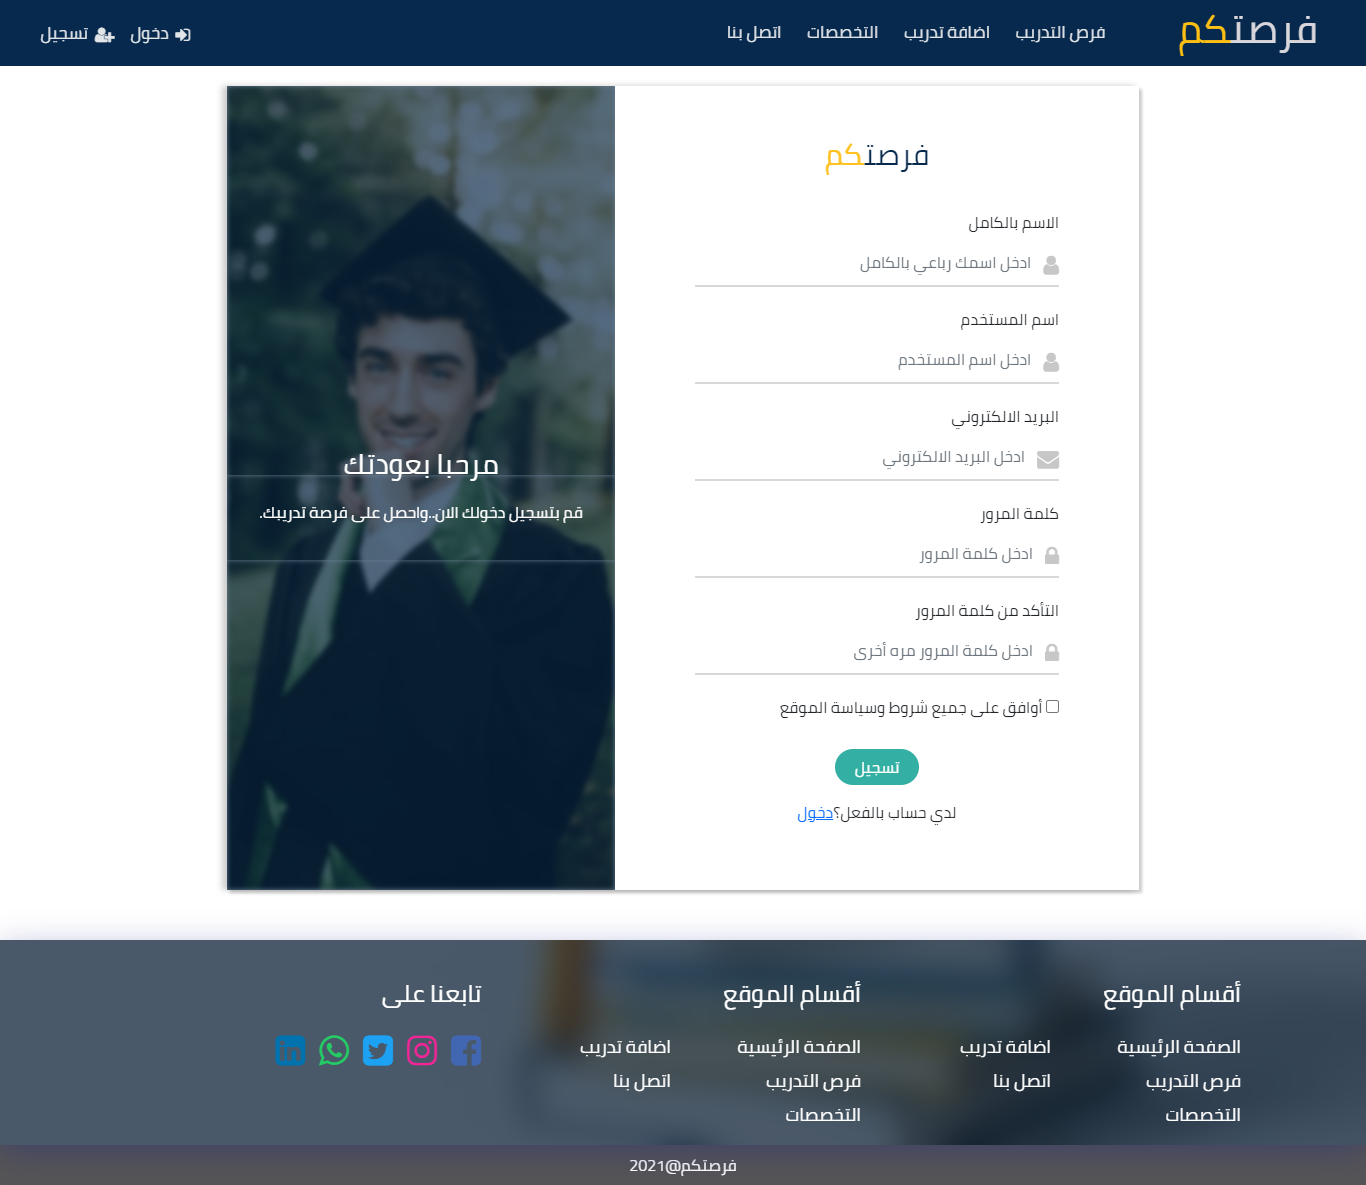 فرصتكم
فرص التدريب
اضافة تدريب
التخصصات
اتصل بنا
دخول
تسجيل
فرصتكم
الاسم بالكامل
ادخل اسمك رباعي بالكامل
اسم المستخدم
ادخل اسم المستخدم
البريد الالكتروني
ادخل البريد الالكتروني
كلمة المرور
ادخل كلمة المرور
التأكد من كلمة المرور
ادخل كلمة المرور مره أخرى
أوافق على جميع شروط وسياسة الموقع
تسجيل
لدي حساب بالفعل؟دخول
مرحبا بعودتك
قم بتسجيل دخولك الان..واحصل على فرصة تدريبك.
أقسام الموقع
الصفحة الرئيسية
اضافة تدريب
فرص التدريب
اتصل بنا
التخصصات
أقسام الموقع
الصفحة الرئيسية
اضافة تدريب
فرص التدريب
اتصل بنا
التخصصات
تابعنا على
فرصتكم@2021